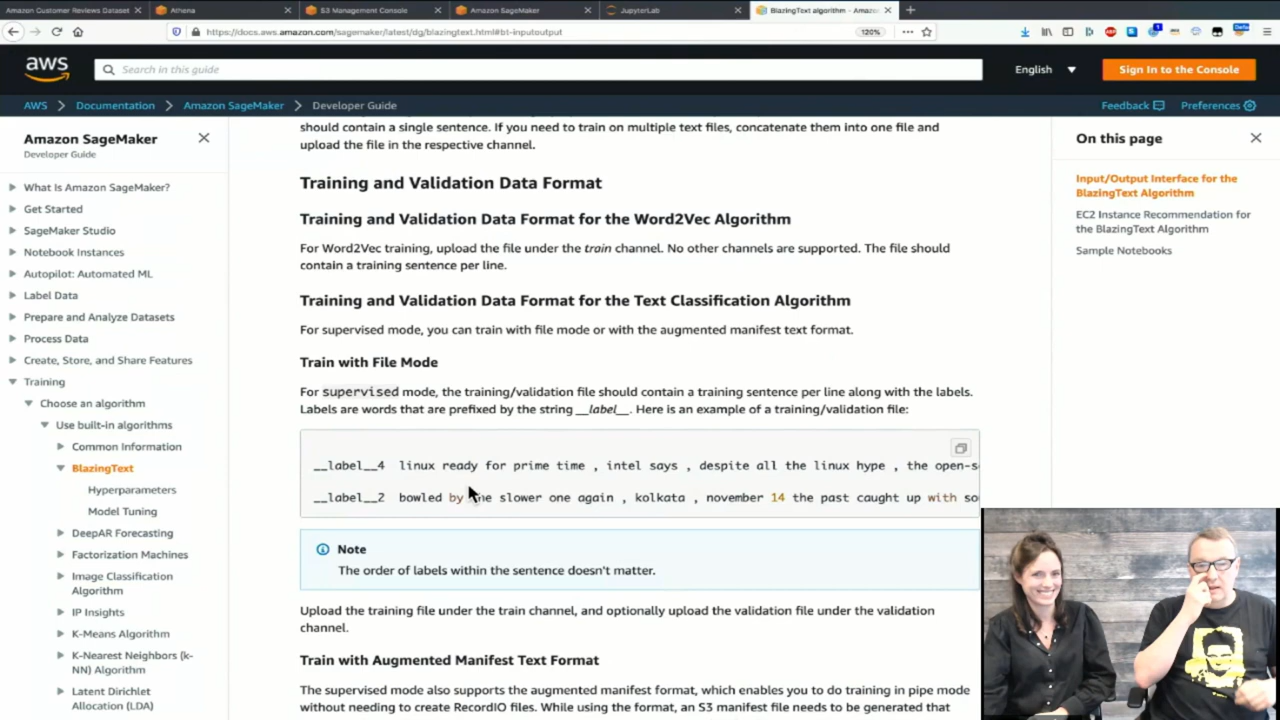 Amazon Customer Reviews Dataset
Athena
S3 Management Console
Amazon SageMaker
JupyterLab
BlazingText algorithm - Amaz
https://docs.aws.amazon.com/sagemaker/latest/dg/blazingtext.html#bt-inputoutput
120%
aws
Search in this guide
English
Sign In to the Console
AWS > Documentation > Amazon SageMaker > Developer Guide
Feedback
Preferences
Amazon SageMaker
Developer Guide
What Is Amazon SageMaker?
Get Started
SageMaker Studio
Notebook Instances
Autopilot: Automated ML
Label Data
Prepare and Analyze Datasets
Process Data
Create, Store, and Share Features
Training
Choose an algorithm
Use built-in algorithms
Common Information
BlazingText
Hyperparameters
Model Tuning
DeepAR Forecasting
Factorization Machines
Image Classification
Algorithm
IP Insights
K-Means Algorithm
K-Nearest Neighbors (k-
NN) Algorithm
Latent Dirichlet
Allocation (LDA)
should contain a single sentence. If you need to train on multiple text files, concatenate them into one file and
upload the file in the respective channel.
Training and Validation Data Format
Training and Validation Data Format for the Word2Vec Algorithm
For Word2Vec training, upload the file under the train channel. No other channels are supported. The file should
contain a training sentence per line.
Training and Validation Data Format for the Text Classification Algorithm
For supervised mode, you can train with file mode or with the augmented manifest text format.
Train with File Mode
For supervised mode, the training/validation file should contain a training sentence per line along with the labels.
Labels are words that are prefixed by the string __label__. Here is an example of a training/validation file:
__label__4 linux ready for prime time , intel says , despite all the linux hype , the open-s
__label__2 bowled by the slower one again , kolkata , november 14 the past caught up with so
Note
The order of labels within the sentence doesn't matter.
Upload the training file under the train channel, and optionally upload the validation file under the validation
channel.
Train with Augmented Manifest Text Format
The supervised mode also supports the augmented manifest format, which enables you to do training in pipe mode
without needing to create RecordIO files. While using the format, an S3 manifest file needs to be generated that
On this page
Input/Output Interface for the
BlazingText Algorithm
EC2 Instance Recommendation for
the BlazingText Algorithm
Sample Notebooks